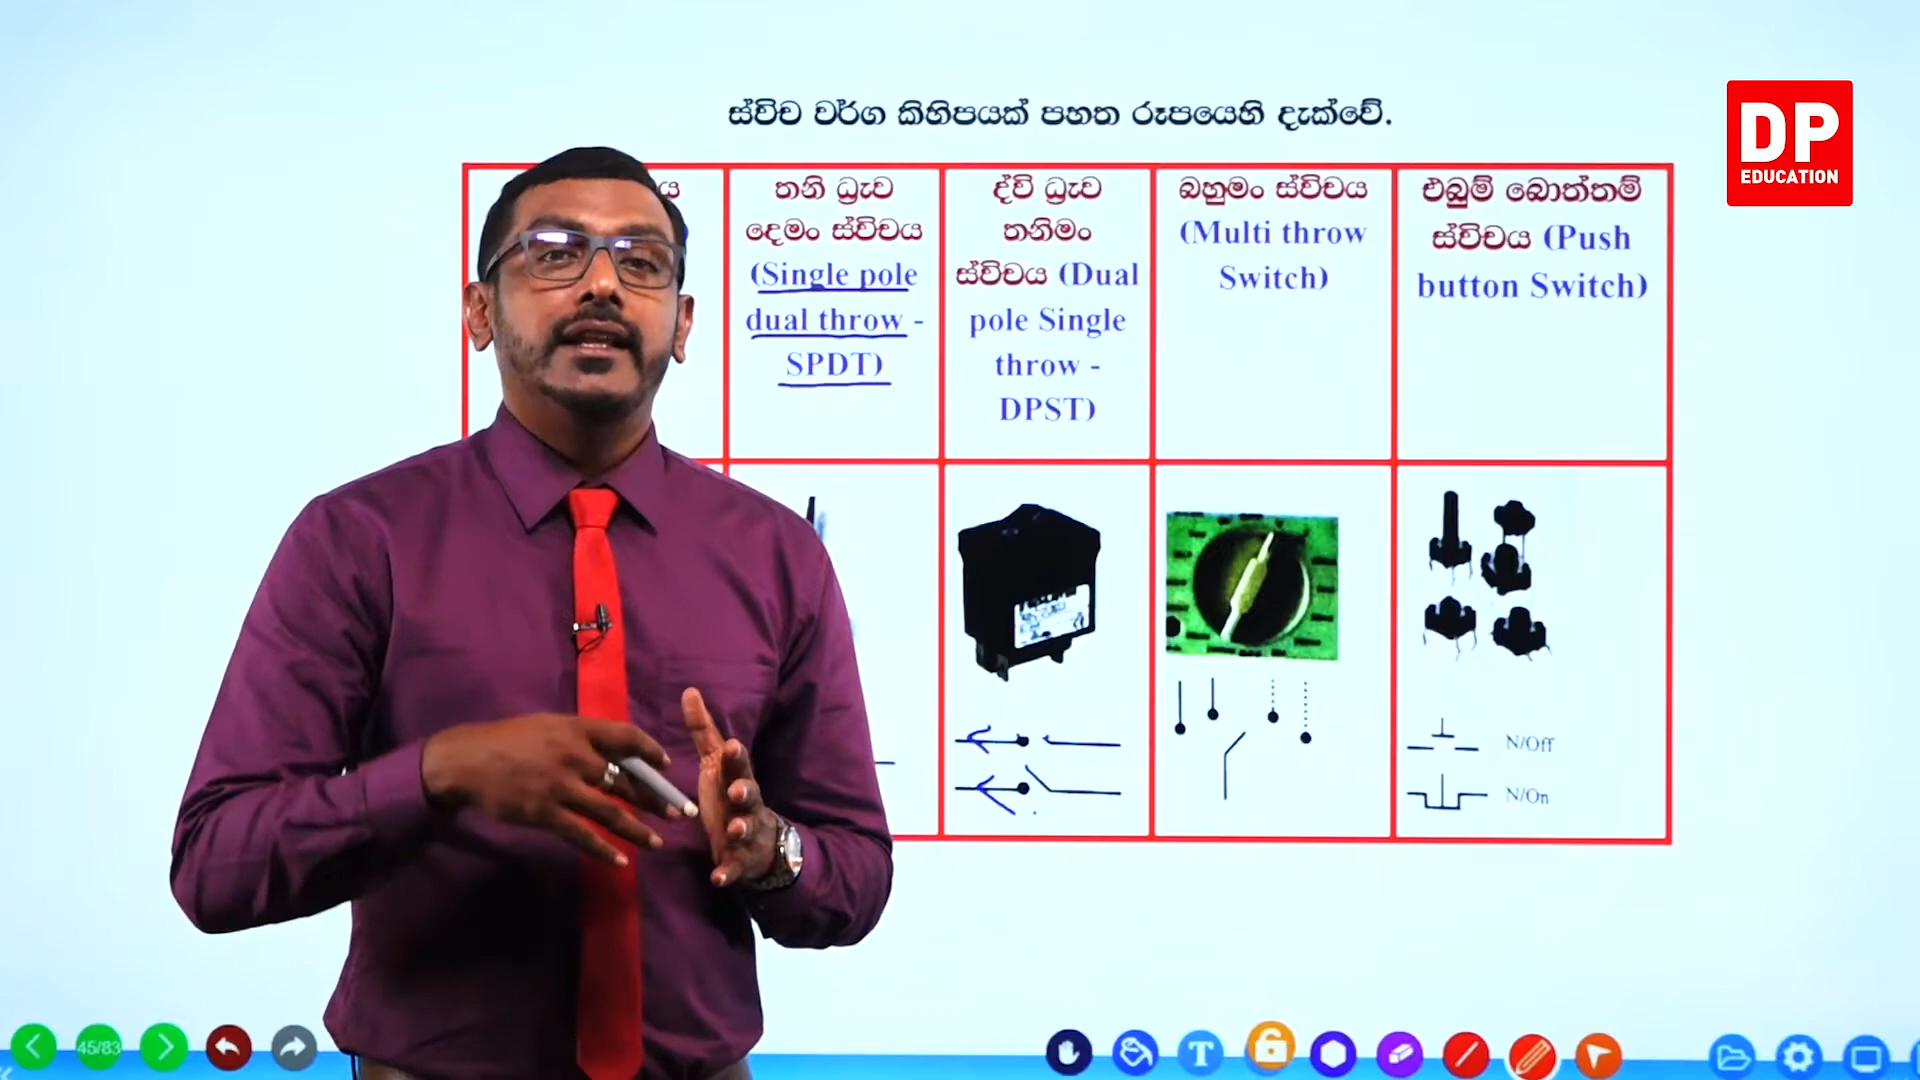 ස්විච වර්ග කිහිපයක් පහත රූපයෙහි දැක්වේ.
DP
EDUCATION
තනි ධ්‍රැව
දෙමං ස්විචය
(Single pole
dual throw -
SPDT)
ද්වි ධ්‍රැව
තනිමං
ස්විචය (Dual
pole Single
throw -
DPST)
බහුමං ස්විචය
(Multi throw
Switch)
එබුම් බොත්තම්
ස්විචය (Push
button Switch)
N/Off
N/On
45/83
T